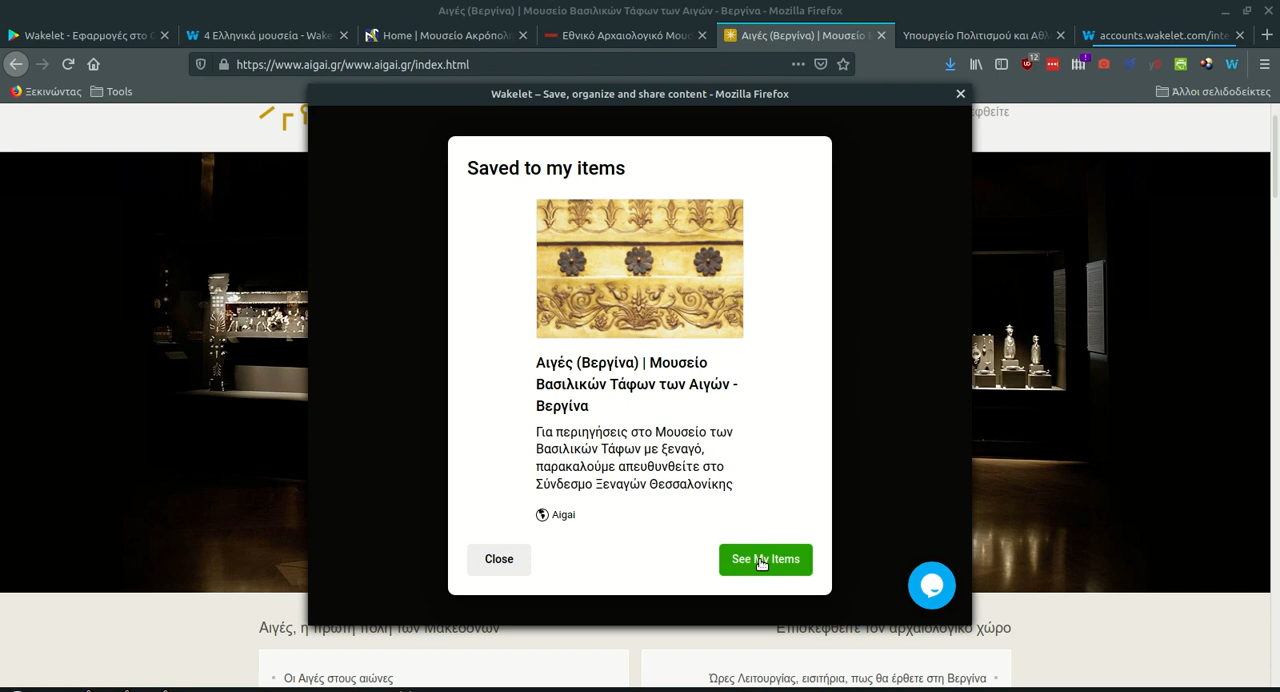 Αιγές (Βεργίνα) | Μουσείο Βασιλικών Τάφων των Αιγών - Βεργίνα - Mozilla Firefox
Wakelet - Εφαρμογές στο
4 Ελληνικά μουσεία - Wake
Home | Μουσείο Ακρόπολ
Εθνικό Αρχαιολογικό Μουσ
Αιγές (Βεργίνα) | Μουσείο
Υπουργείο Πολιτισμού και Αθλ
accounts.wakelet.com/inte
https://www.aigai.gr/www.aigai.gr/index.html
12
1
Ξεκινώντας
Tools
Άλλοι σελιδοδείκτες
Wakelet – Save, organize and share content - Mozilla Firefox
Saved to my items
Αιγές (Βεργίνα) | Μουσείο
Βασιλικών Τάφων των Αιγών -
Βεργίνα
Για περιηγήσεις στο Μουσείο των
Βασιλικών Τάφων με ξεναγό,
παρακαλούμε απευθυνθείτε στο
Σύνδεσμο Ξεναγών Θεσσαλονίκης
Aigai
Close
See My Items
Αιγές, η πρώτη πόλη των Μακεδόνων
Επισκεφθείτε τον αρχαιολογικό χώρο
Οι Αιγές στους αιώνες
Ώρες Λειτουργίας, εισιτήρια, πως θα έρθετε στη Βεργίνα